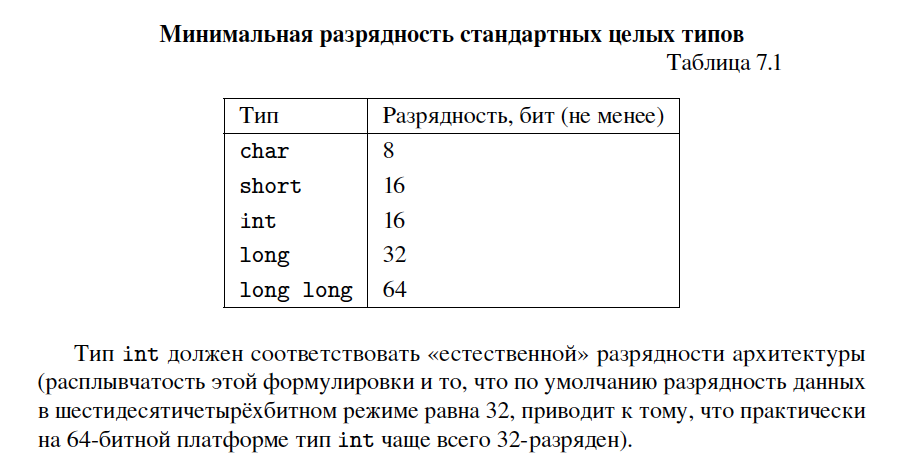 Минимальная разрядность стандартных целых типов
Таблица 7.1
Тип Разрядность, бит (не менее)
char 8
short 16
int 16
long 32
long long 64
Тип int должен соответствовать «естественной» разрядности архитектуры
(расплывчатость этой формулировки и то, что по умолчанию разрядность данных
в шестидесятичетырёхбитном режиме равна 32, приводит к тому, что практически
на 64-битной платформе тип int чаще всего 32-разряден).